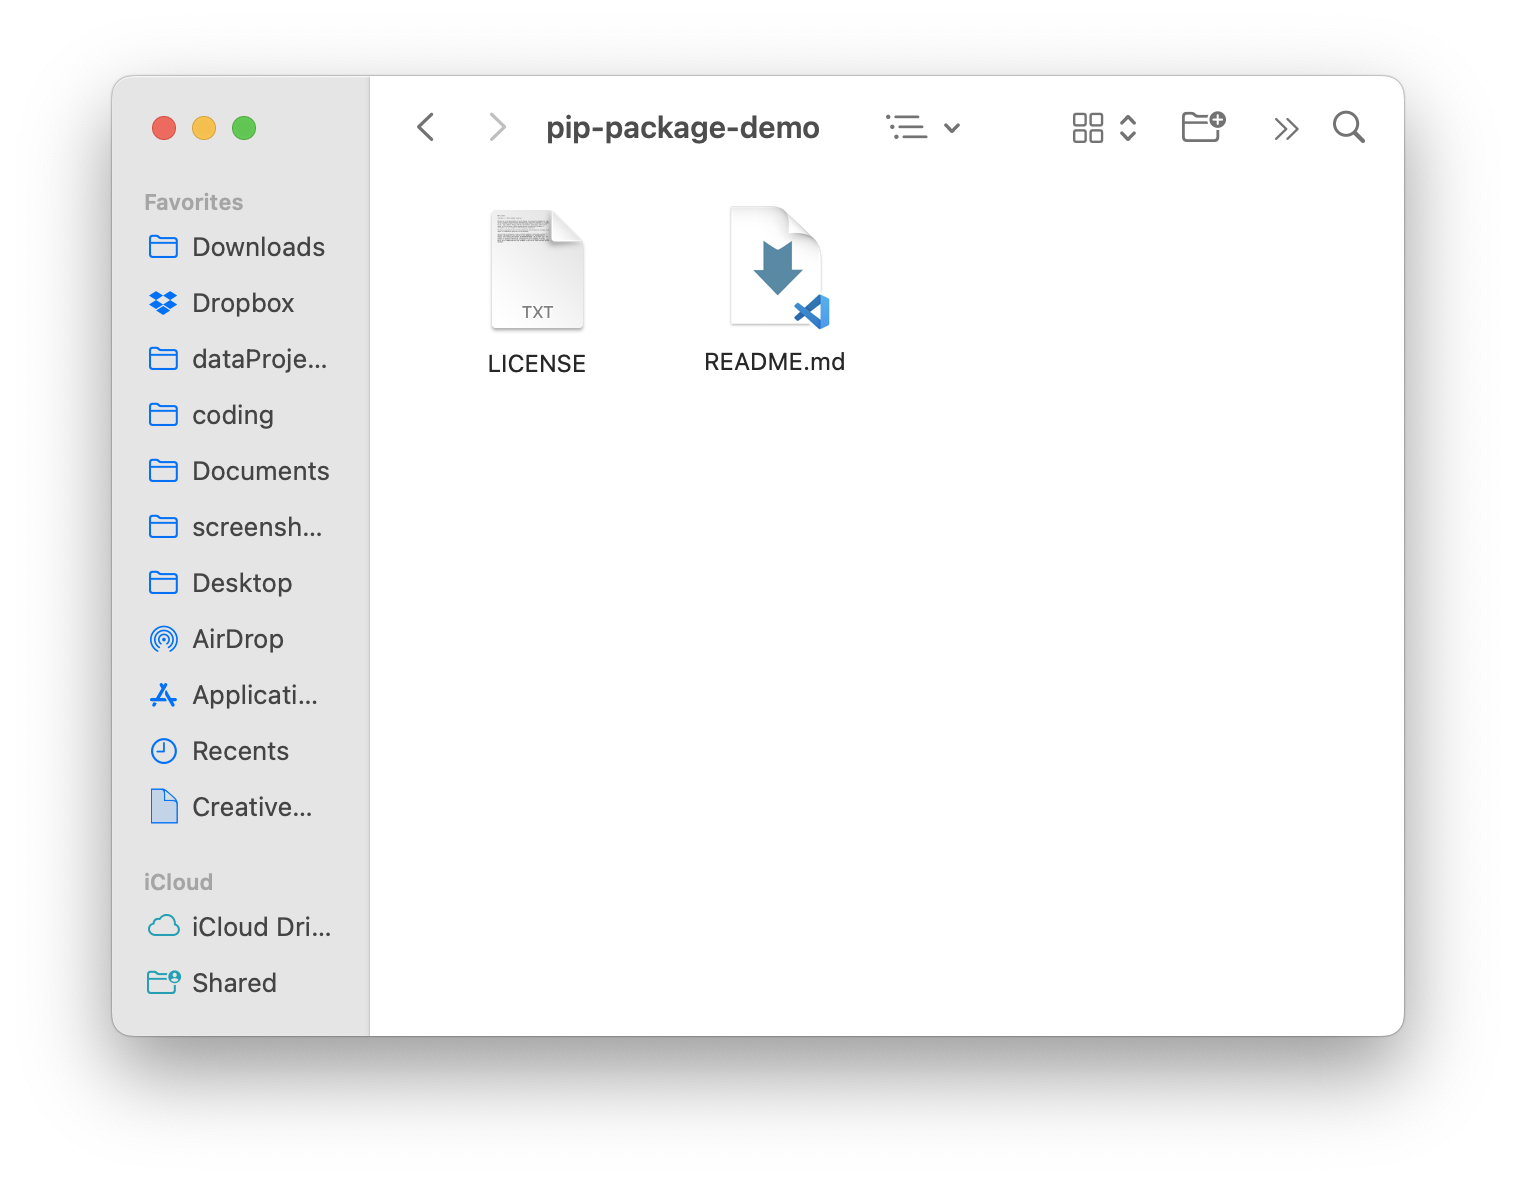 pip-package-demo
Favorites
Downloads
Dropbox
dataProje...
coding
Documents
screensh...
Desktop
AirDrop
Applicati...
Recents
Creative...
iCloud
iCloud Dri...
Shared
TXT
LICENSE
README.md